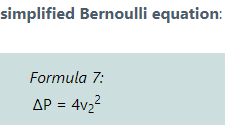 simplified Bernoulli equation:
Formula 7:
ΔP = 4v₂²